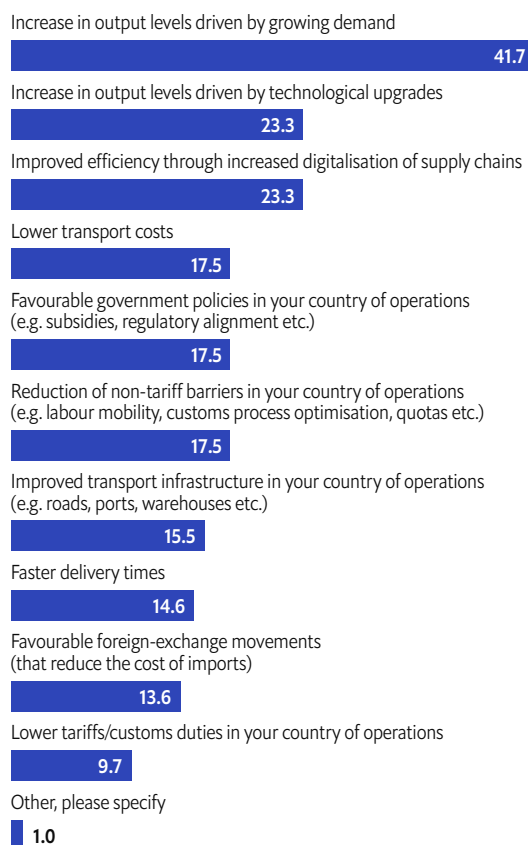 Increase in output levels driven by growing demand
41.7
Increase in output levels driven by technological upgrades
23.3
Improved efficiency through increased digitalisation of supply chains
23.3
Lower transport costs
17.5
Favourable government policies in your country of operations
(e.g. subsidies, regulatory alignment etc.)
17.5
Reduction of non-tariff barriers in your country of operations
(e.g. labour mobility, customs process optimisation, quotas etc.)
17.5
Improved transport infrastructure in your country of operations
(e.g. roads, ports, warehouses etc.)
15.5
Faster delivery times
14.6
Favourable foreign-exchange movements
(that reduce the cost of imports)
13.6
Lower tariffs/customs duties in your country of operations
9.7
Other, please specify
1.0